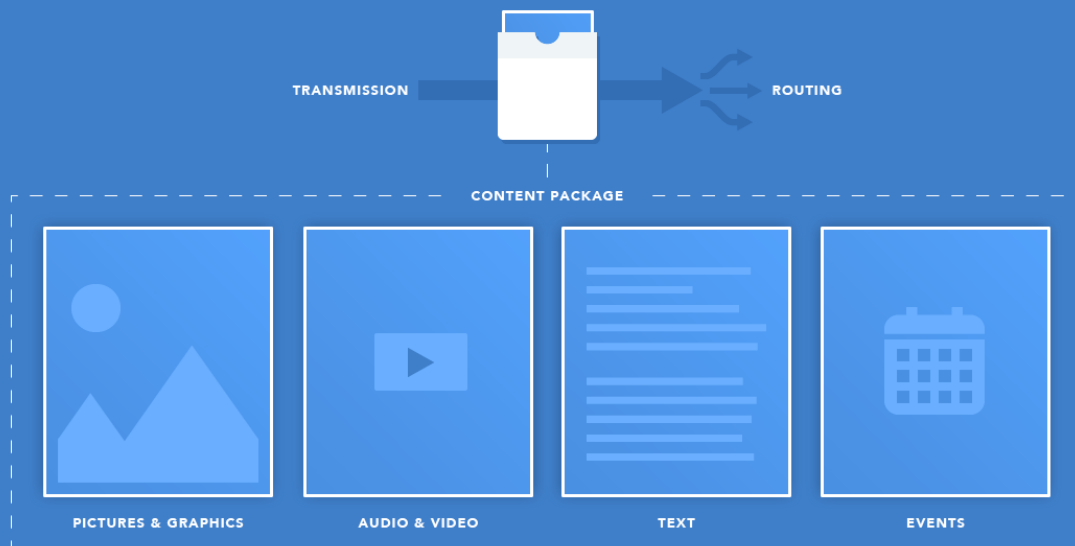 TRANSMISSION
ROUTING
CONTENT PACKAGE
PICTURES & GRAPHICS
AUDIO & VIDEO
TEXT
EVENTS